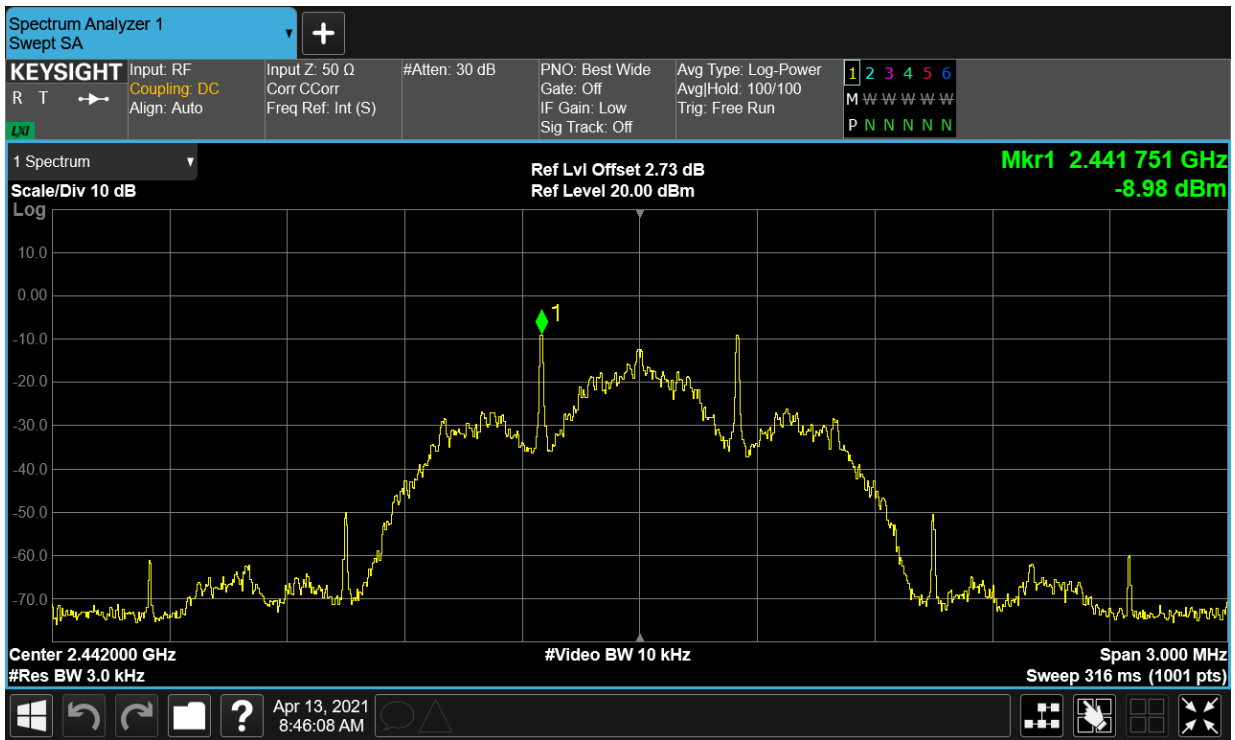 Spectrum Analyzer 1
Swept SA
KEYSIGHT
R T
LXI
Input: RF
Coupling: DC
Align: Auto
Input Z: 50 Ω
Corr CCorr
Freq Ref: Int (S)
#Atten: 30 dB
PNO: Best Wide
Gate: Off
IF Gain: Low
Sig Track: Off
Avg Type: Log-Power
Avg|Hold: 100/100
Trig: Free Run
1 2 3 4 5 6
M W W W W W
P N N N N N
1 Spectrum
Scale/Div 10 dB
Log
Ref Lvl Offset 2.73 dB
Ref Level 20.00 dBm
Mkr1 2.441 751 GHz
-8.98 dBm
10.0
0.00
-10.0
-20.0
-30.0
-40.0
-50.0
-60.0
-70.0
1
Center 2.442000 GHz
#Res BW 3.0 kHz
#Video BW 10 kHz
Span 3.000 MHz
Sweep 316 ms (1001 pts)
?
Apr 13, 2021
8:46:08 AM